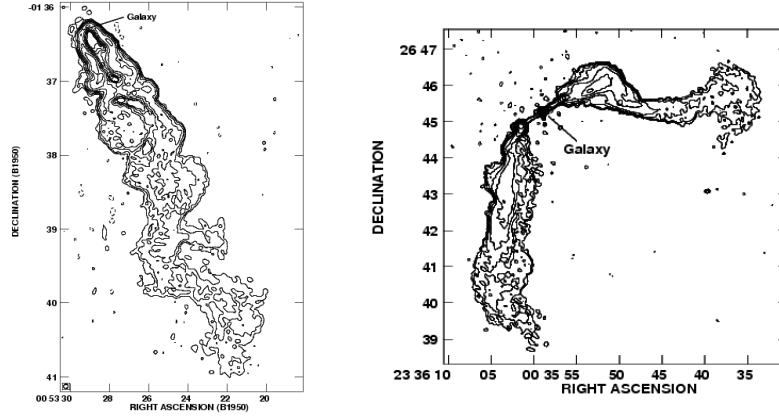 -01 36
Galaxy
37
38
39
40
41
DECLINATION (B1950)
00 53 30 28 26 24 22 20
RIGHT ASCENSION (B1950)
26 47
46
45
44
43
42
41
40
39
DECLINATION
Galaxy
23 36 10 05 00 35 55 50 45 40 35
RIGHT ASCENSION